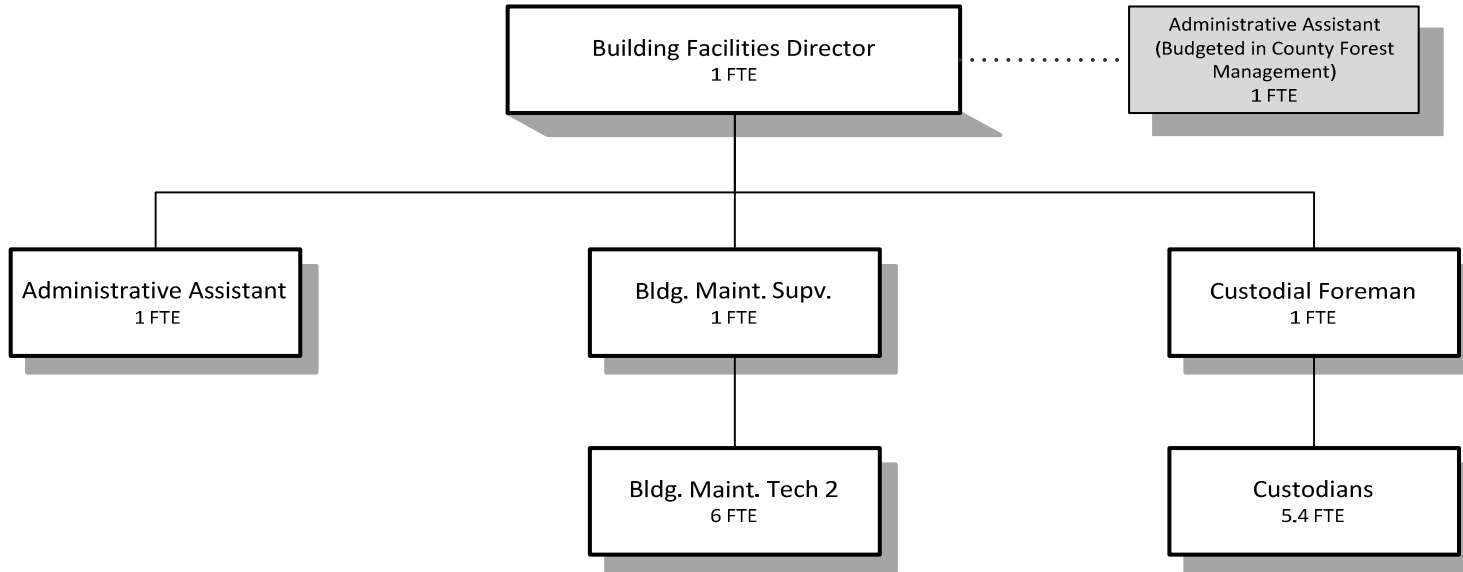 Building Facilities Director
1 FTE
Administrative Assistant
(Budgeted in County Forest
Management)
1 FTE
Administrative Assistant
1 FTE
Bldg. Maint. Supv.
1 FTE
Custodial Foreman
1 FTE
Bldg. Maint. Tech 2
6 FTE
Custodians
5.4 FTE